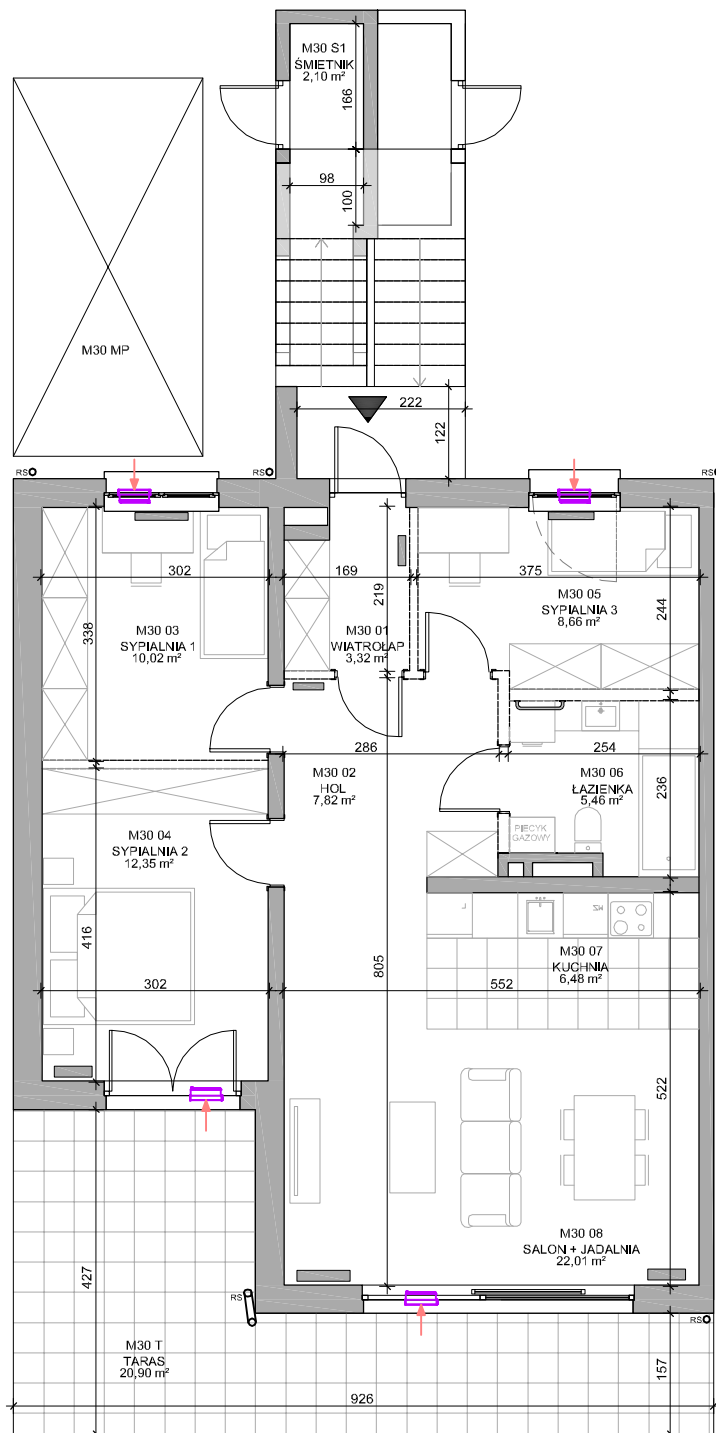 M30 S1
ŚMIETNIK
2,10 m²
166
98
100
M30 MP
222
122
RS
RS
RS
302
169
375
338
219
244
M30 03
SYPIALNIA 1
10,02 m²
M30 01
WIATROŁAP
3,32 m²
M30 05
SYPIALNIA 3
8,66 m²
286
254
M30 02
HOL
7,82 m²
M30 06
ŁAZIENKA
5,46 m²
236
PIECYK
GAZOWY
M30 04
SYPIALNIA 2
12,35 m²
L
ZW
416
805
M30 07
KUCHNIA
6,48 m²
302
552
522
M30 08
SALON + JADALNIA
22,01 m²
427
RS
RS
M30 T
TARAS
20,90 m²
157
926